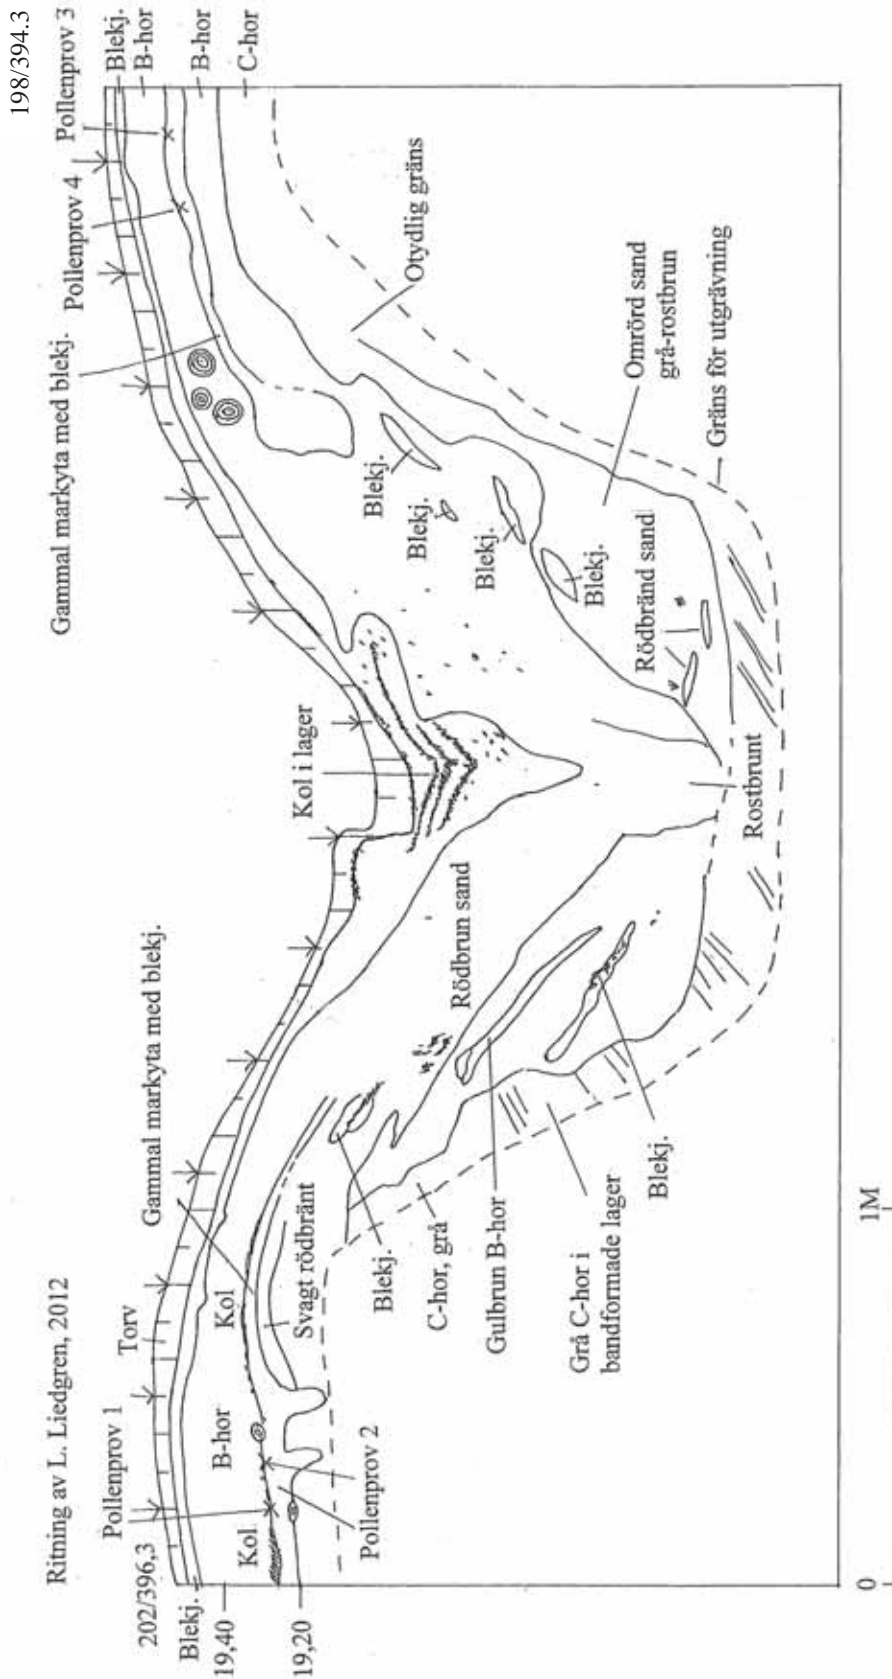 Ritning av L. Liedgren, 2012
198/394.3
202/396,3
Pollenprov 1
Torv
Gammal markyta med blekj.
Gammal markyta med blekj.
Pollenprov 4
Pollenprov 3
Blekj.
B-hor
B-hor
C-hor
Blekj.
19,40
19,20
B-hor
Kol
Kol
Pollenprov 2
Svagt rödbränt
Kol i lager
Rödbrun sand
Blekj.
C-hor, grå
Gulbrun B-hor
Grå C-hor i
bandformade lager
Blekj.
Rostbrunt
Blekj.
Blekj.
Blekj.
Blekj.
Rödbränd sand
Otydlig gräns
Omrörd sand
grå-rostbrun
Gräns för utgrävning
0
1M